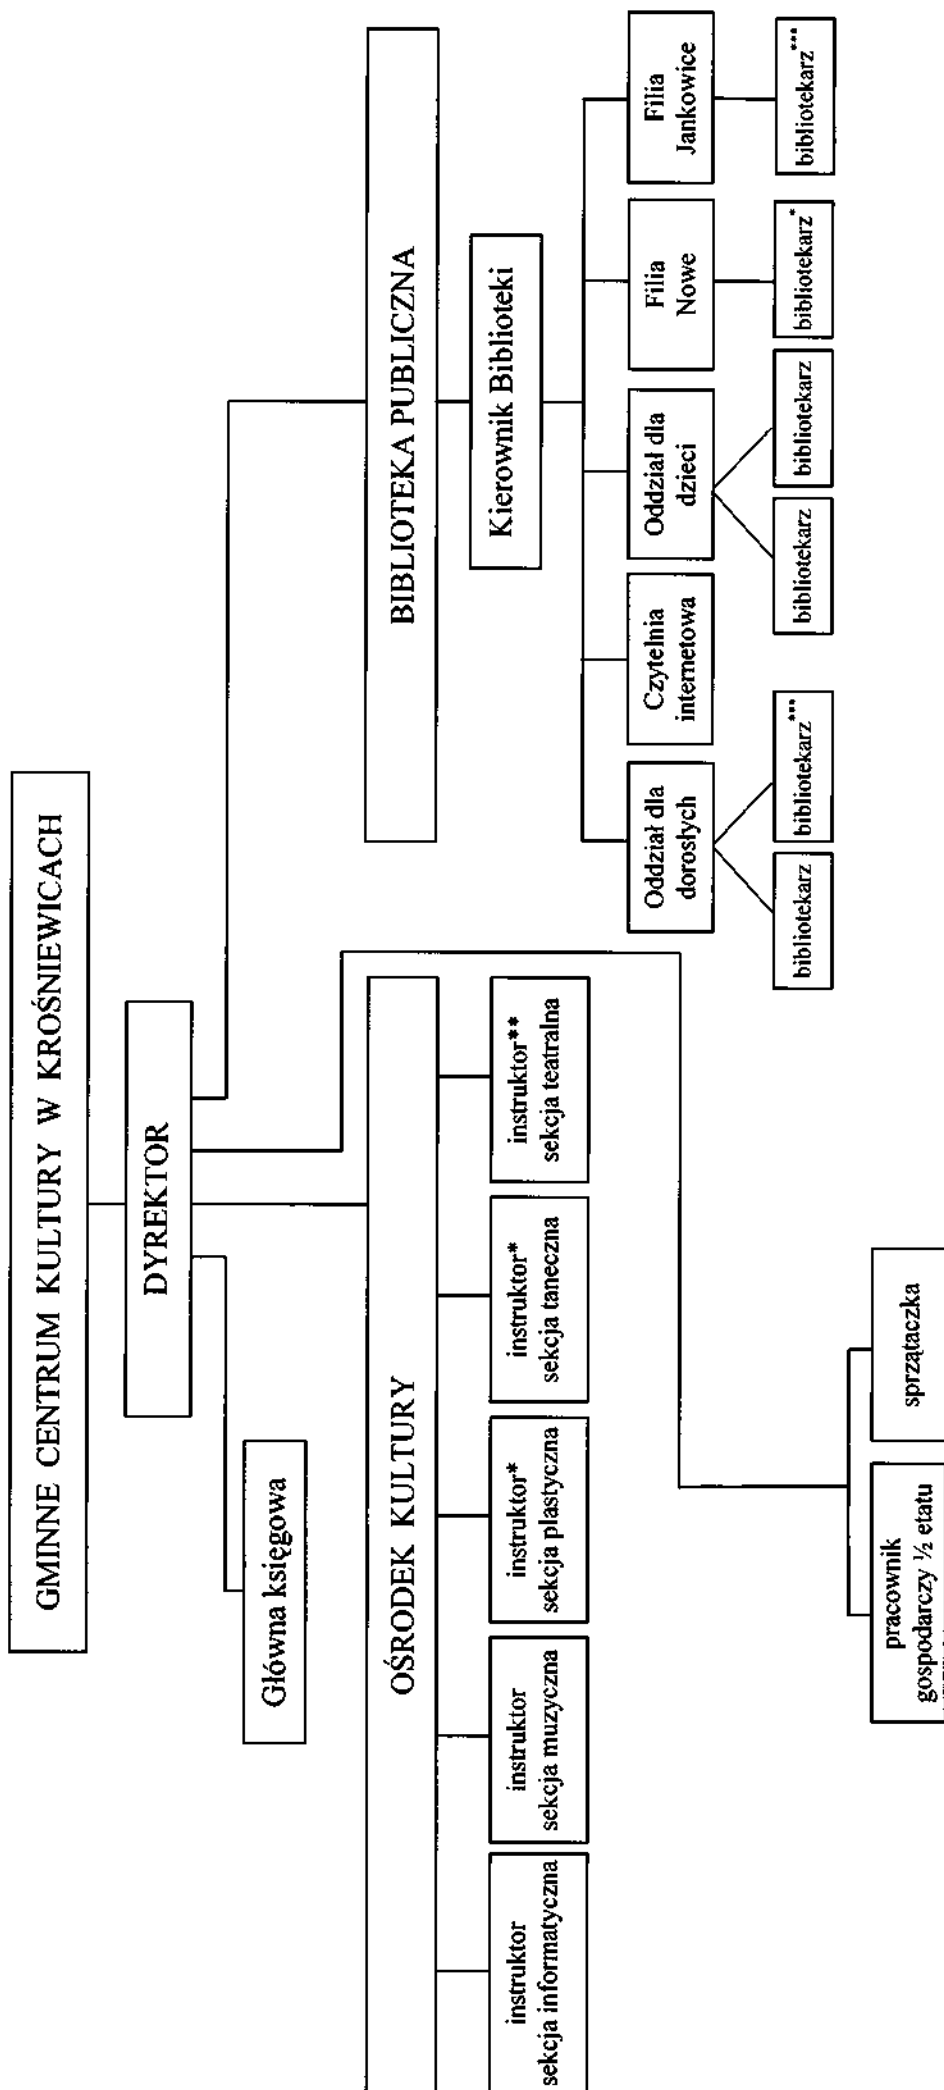 GMINNE CENTRUM KULTURY W KROŚNIEWICACH
DYREKTOR
Główna księgowa
OŚRODEK KULTURY
BIBLIOTEKA PUBLICZNA
Kierownik Biblioteki
instruktor
sekcja informatyczna
instruktor
sekcja muzyczna
instruktor*
sekcja plastyczna
instruktor*
sekcja taneczna
instruktor**
sekcja teatralna
Oddział dla
dorosłych
Czytelnia
internetowa
Oddział dla
dzieci
Filia
Nowe
Filia
Jankowice
bibliotekarz
bibliotekarz***
bibliotekarz
bibliotekarz
bibliotekarz*
bibliotekarz***
pracownik
gospodarczy ½ etatu
sprzątaczka